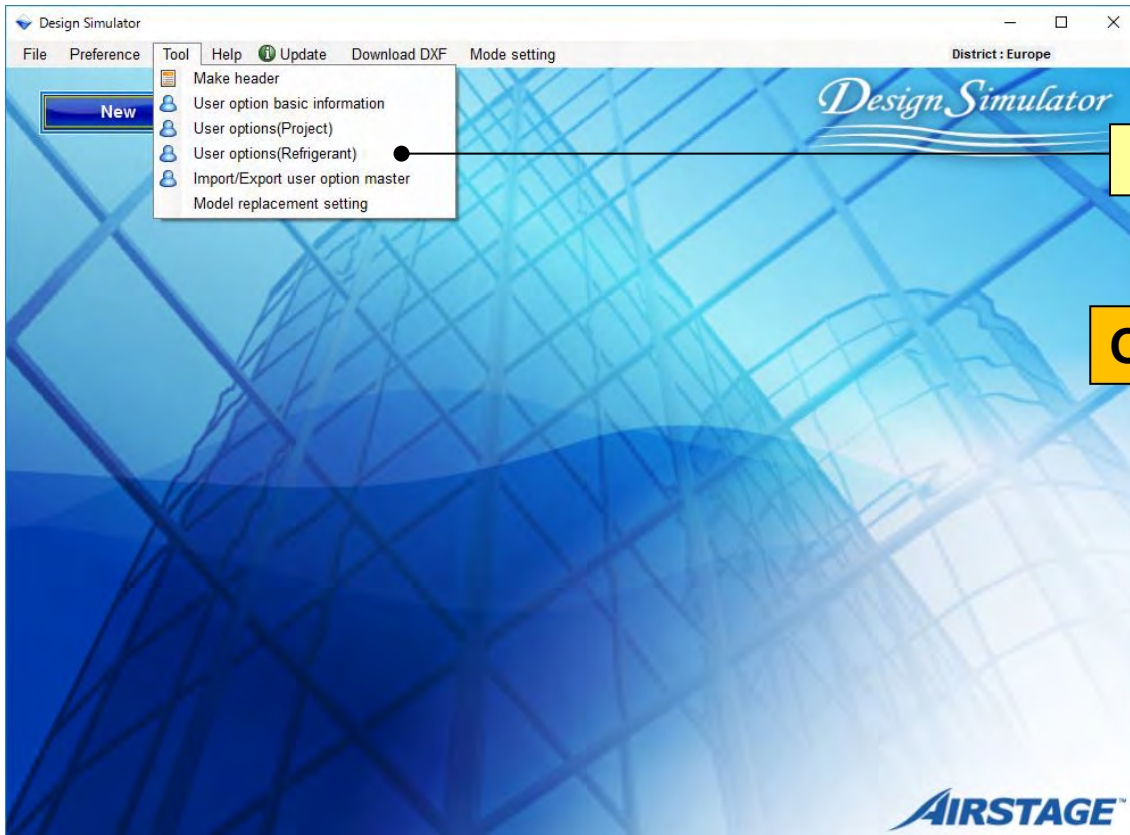 Design Simulator
File Preference Tool Help Update Download DXF Mode setting District : Europe
Make header
User option basic information
User options(Project)
User options(Refrigerant)
Import/Export user option master
Model replacement setting
New
Design Simulator
AIRSTAGE™